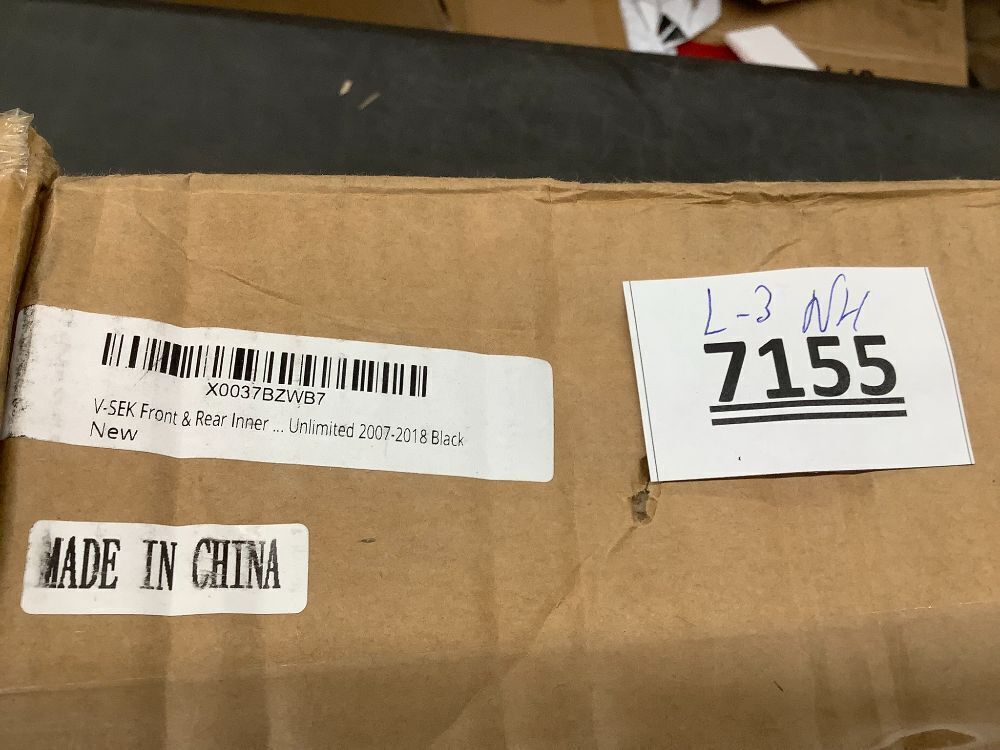 X0037BZWB7
V-SEK Front & Rear Inner ... Unlimited 2007-2018 Black
New
MADE IN CHINA
L-3 NH
7155